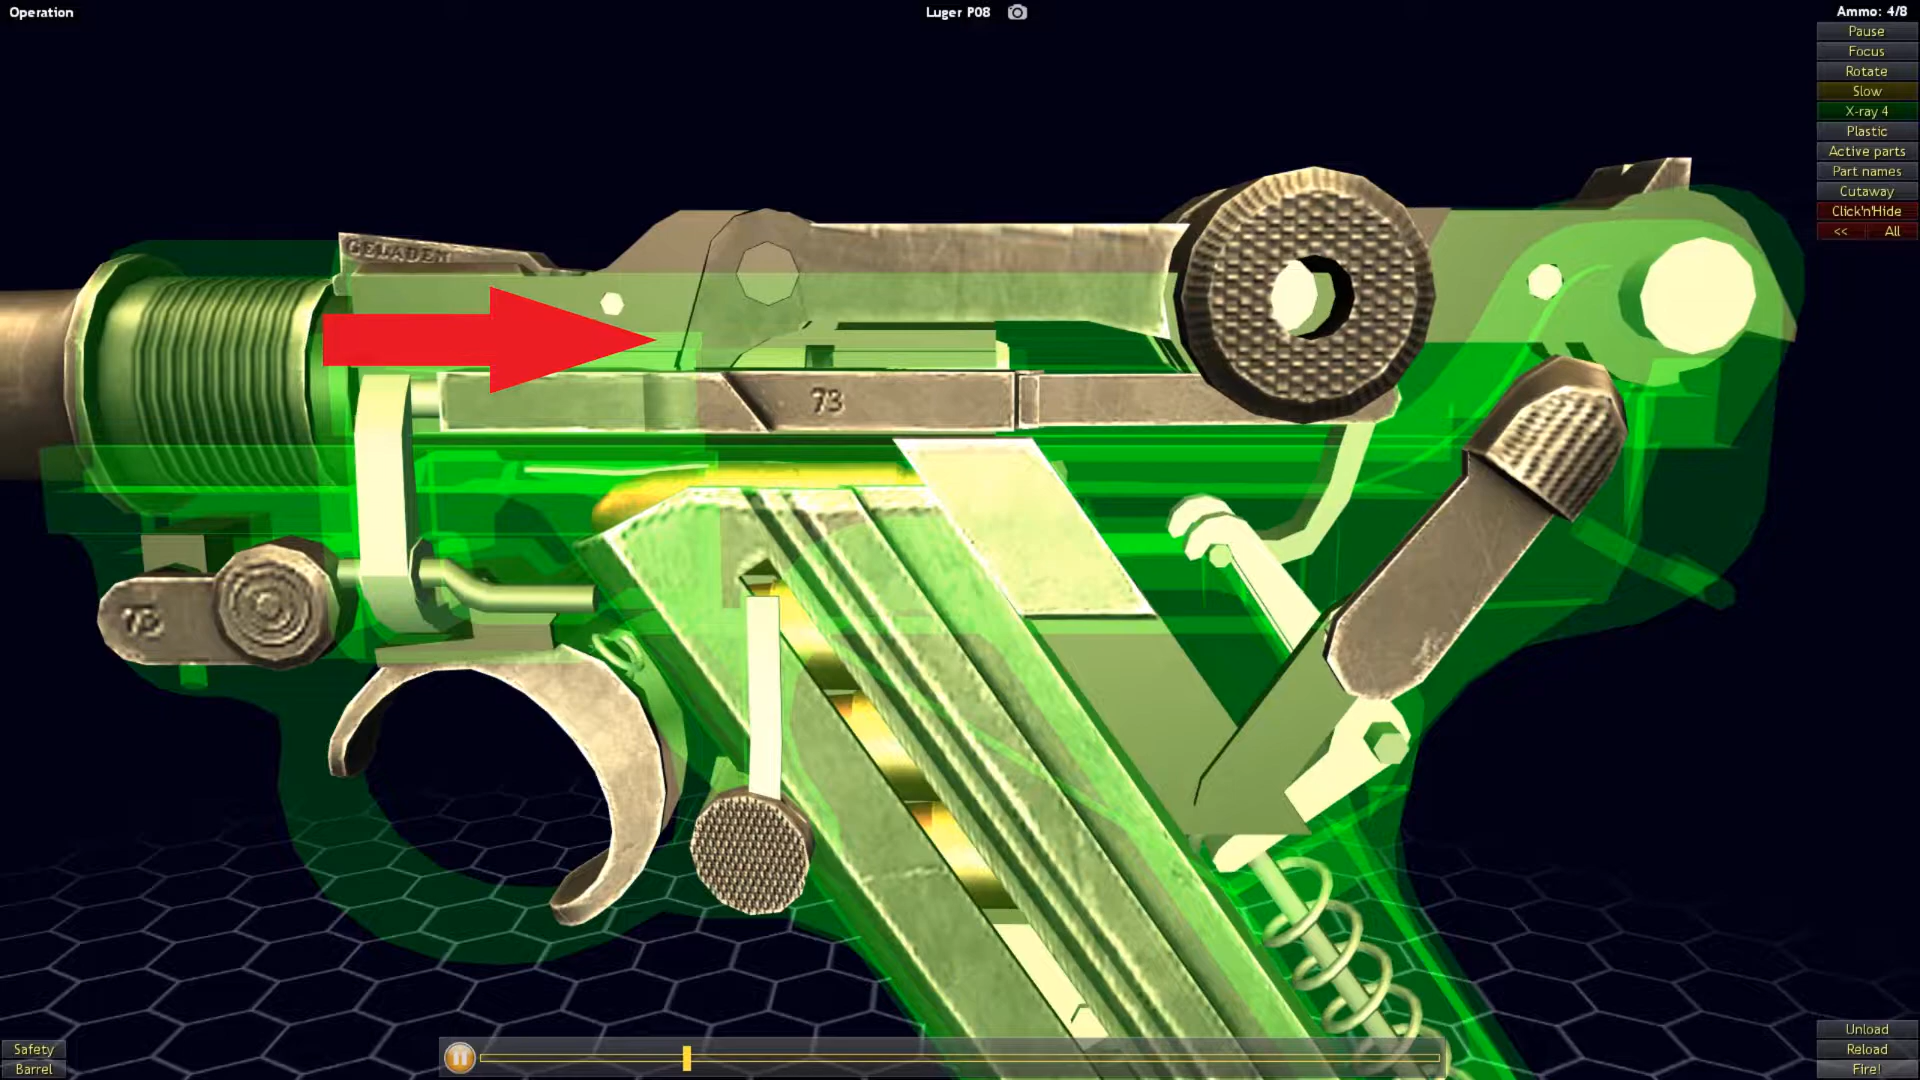 Operation
Luger P08
Ammo: 4/8
Pause
Focus
Rotate
Slow
X-ray 4
Plastic
Active parts
Part names
Cutaway
Click'n'Hide
<< All
GELADEN
73
Safety
Barrel
Unload
Reload
Fire!